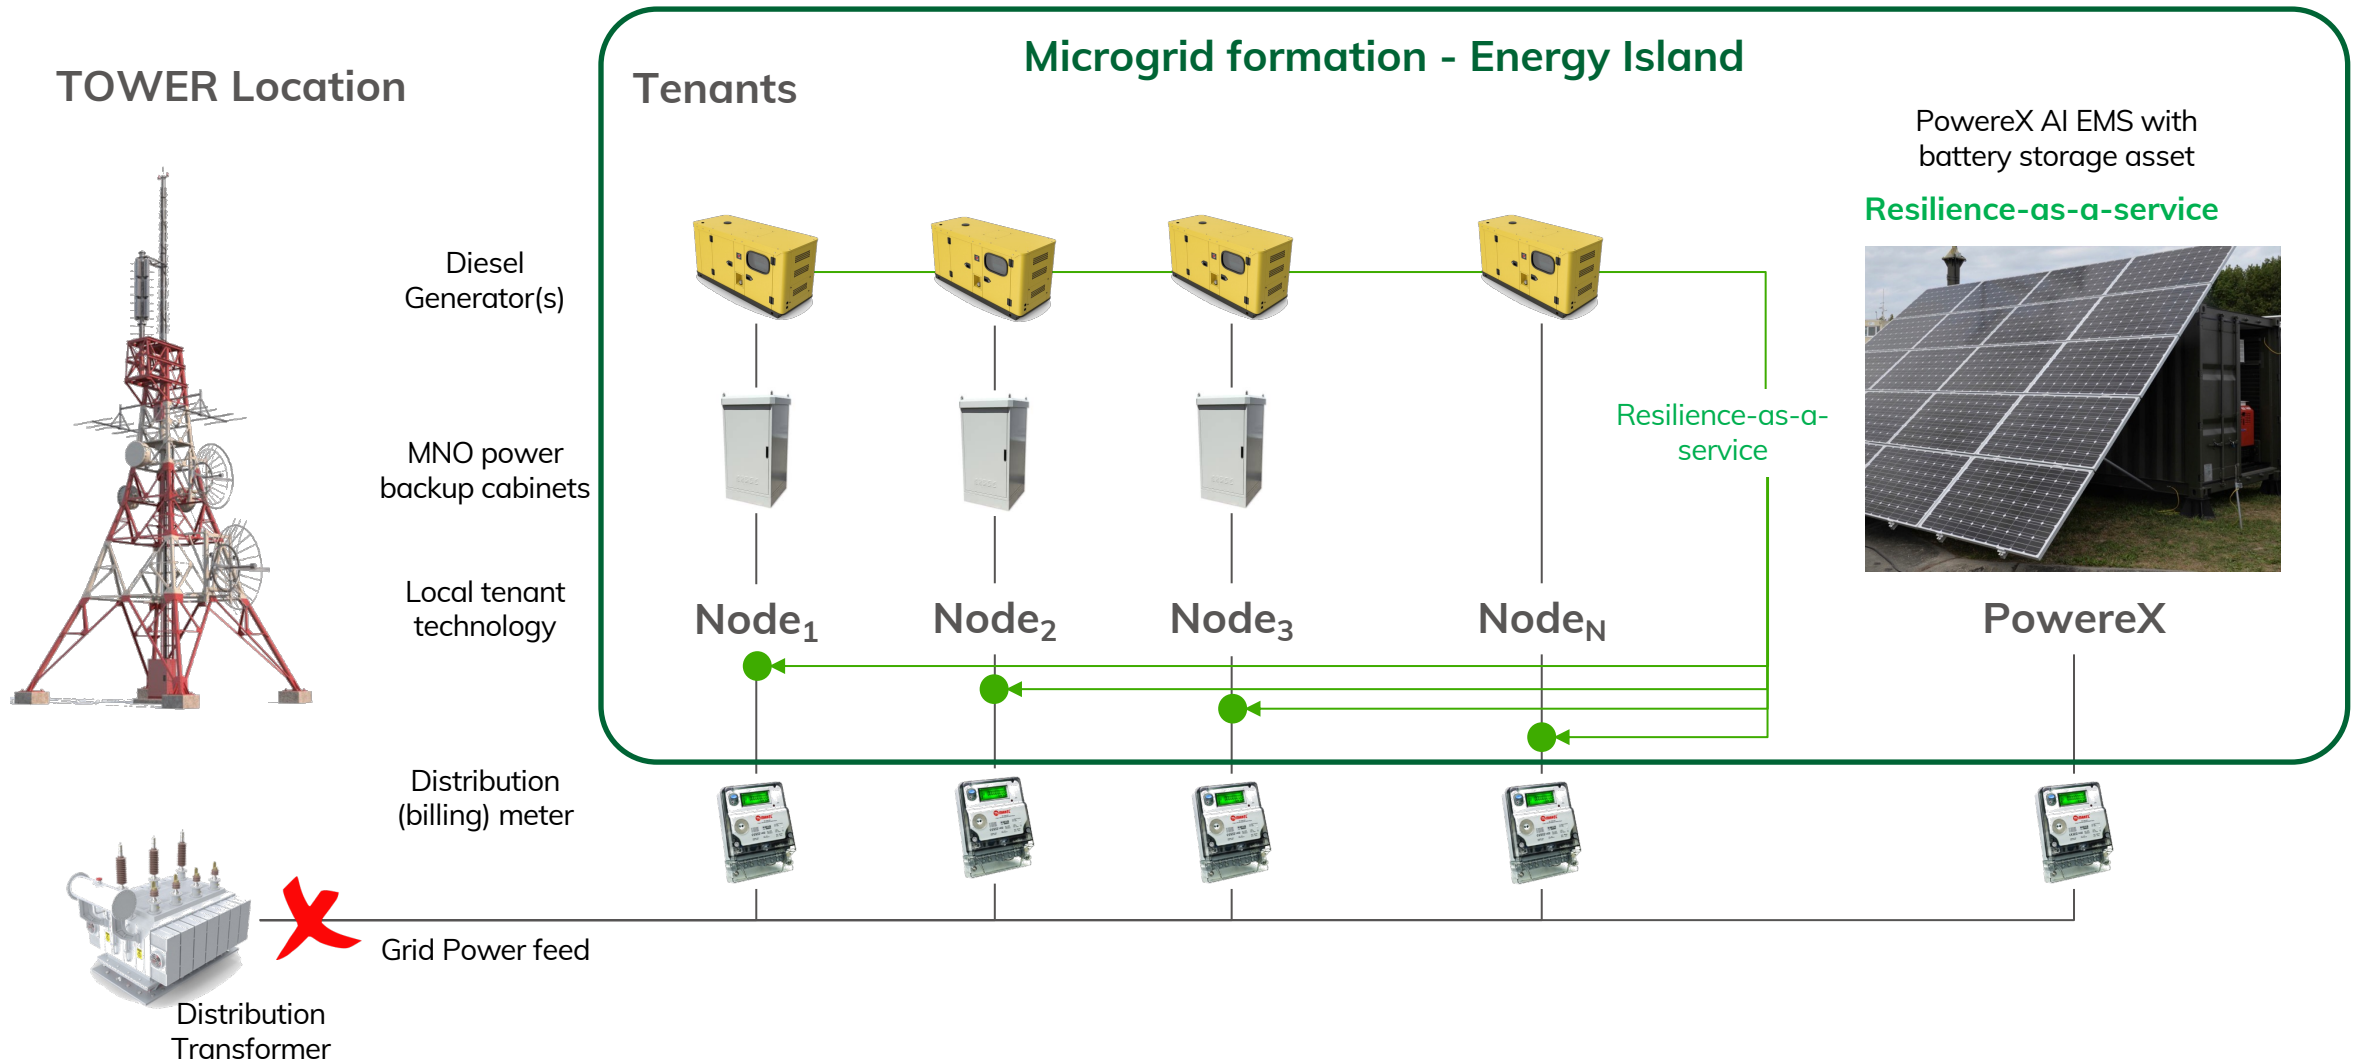 Microgrid formation - Energy Island
TOWER Location
Tenants
PowereX AI EMS with
battery storage asset
Resilience-as-a-service
Diesel
Generator(s)
Resilience-as-a-
service
MNO power
backup cabinets
Local tenant
technology
Node1
Node2
Node3
NodeN
PowereX
Distribution
(billing) meter
Grid Power feed
Distribution
Transformer